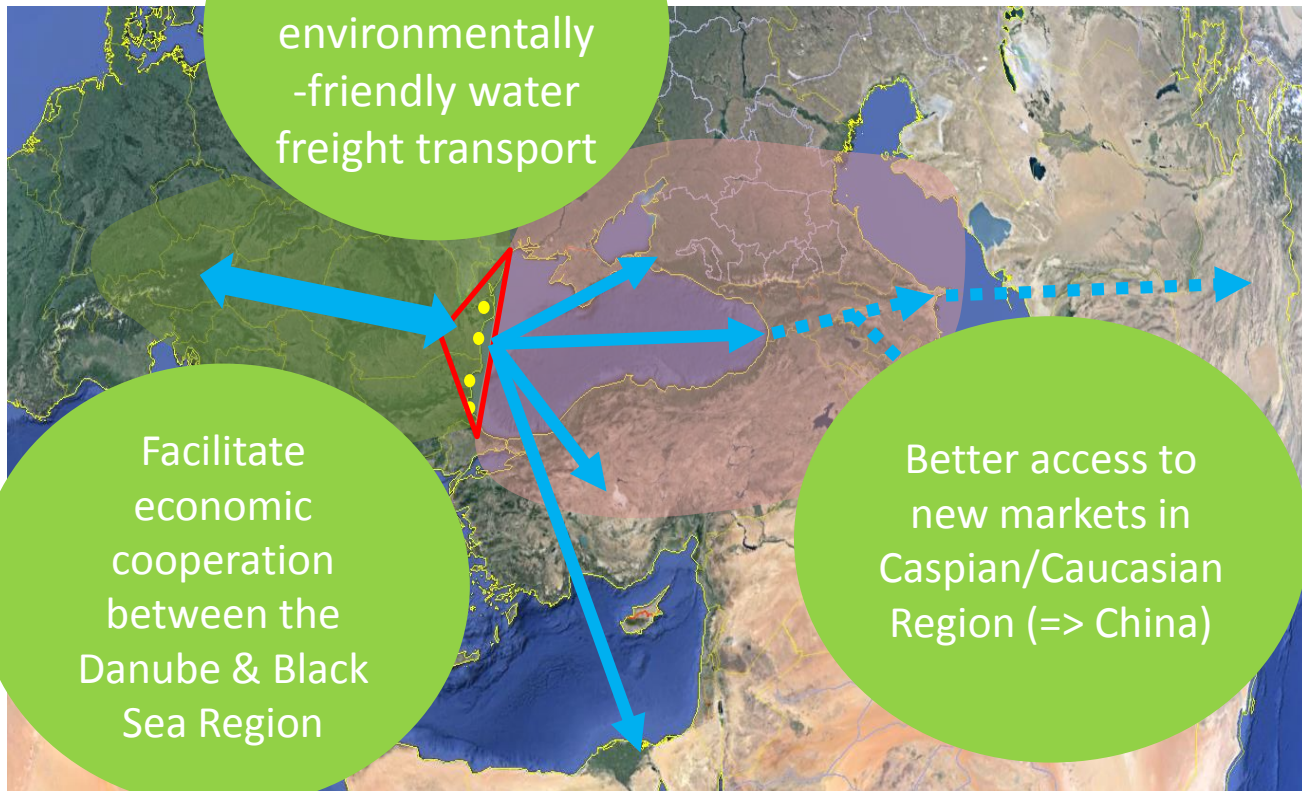 environmentally
-friendly water
freight transport
Facilitate
economic
cooperation
between the
Danube & Black
Sea Region
Better access to
new markets in
Caspian/Caucasian
Region (=> China)